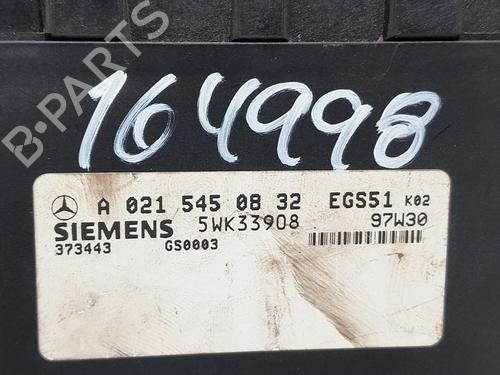 164998
B-PARTS
A 021 545 08 32 EGS51 K02
SIEMENS 5WK33908 97W30
373443 GS0003